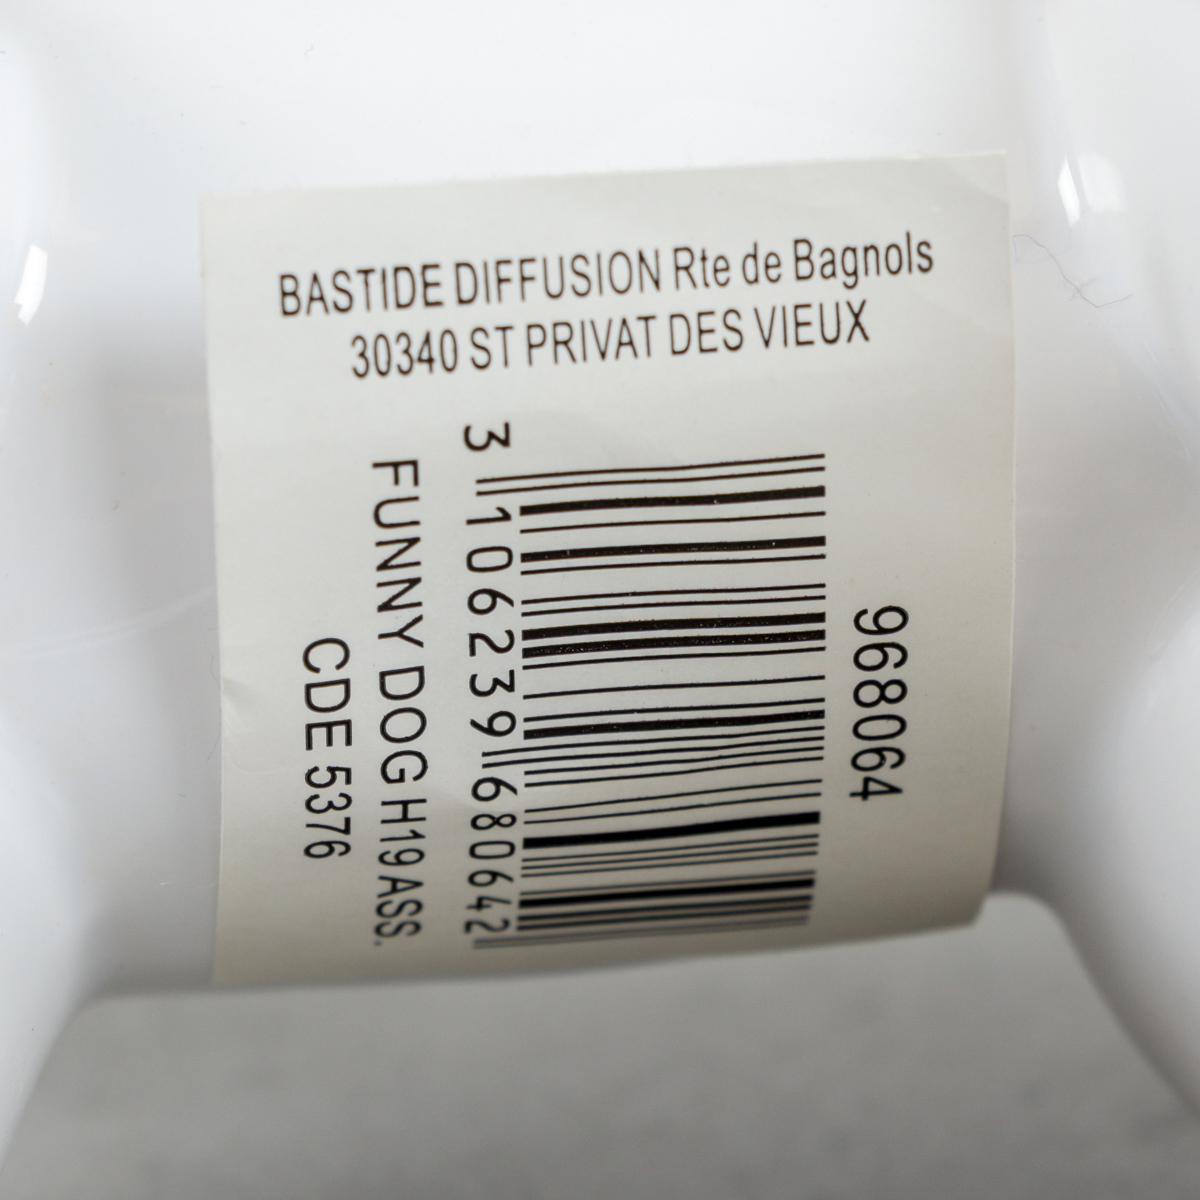 BASTIDE DIFFUSION Rte de Bagnols
30340 ST PRIVAT DES VIEUX
968064
3 106239 680642
FUNNY DOG H19 ASS.
CDE 5376